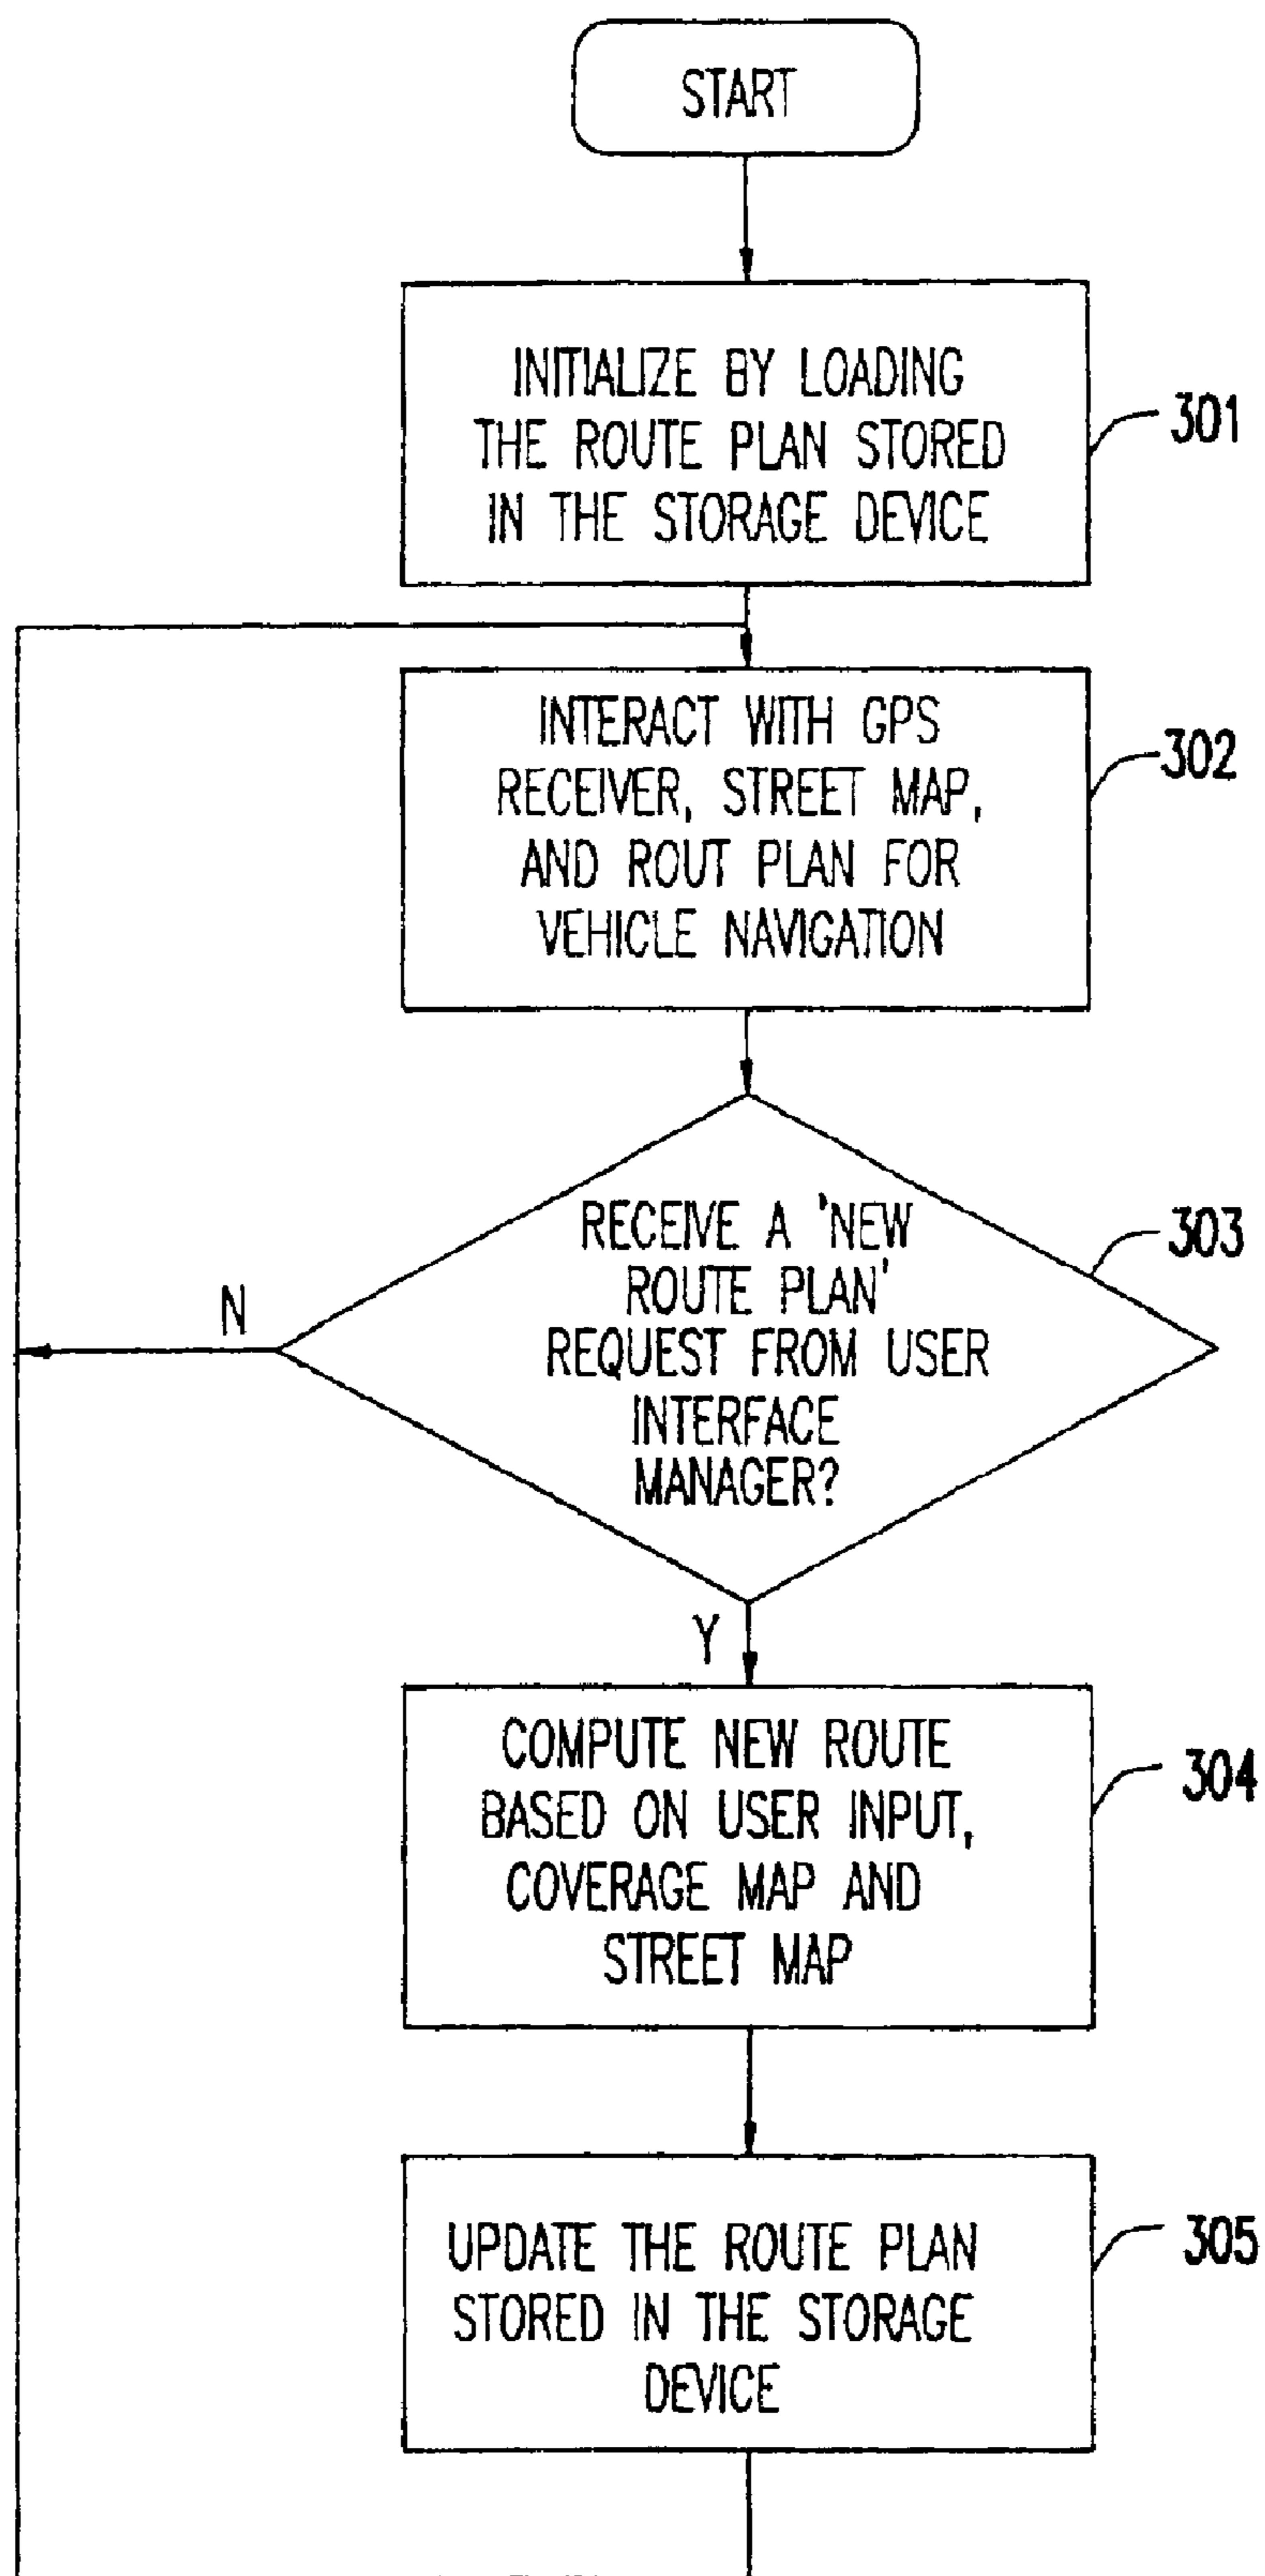 START
INITIALIZE BY LOADING
THE ROUTE PLAN STORED
IN THE STORAGE DEVICE
301
INTERACT WITH GPS
RECEIVER, STREET MAP,
AND ROUT PLAN FOR
VEHICLE NAVIGATION
302
RECEIVE A 'NEW
ROUTE PLAN'
REQUEST FROM USER
INTERFACE
MANAGER?
303
N
Y
COMPUTE NEW ROUTE
BASED ON USER INPUT,
COVERAGE MAP AND
STREET MAP
304
UPDATE THE ROUTE PLAN
STORED IN THE STORAGE
DEVICE
305